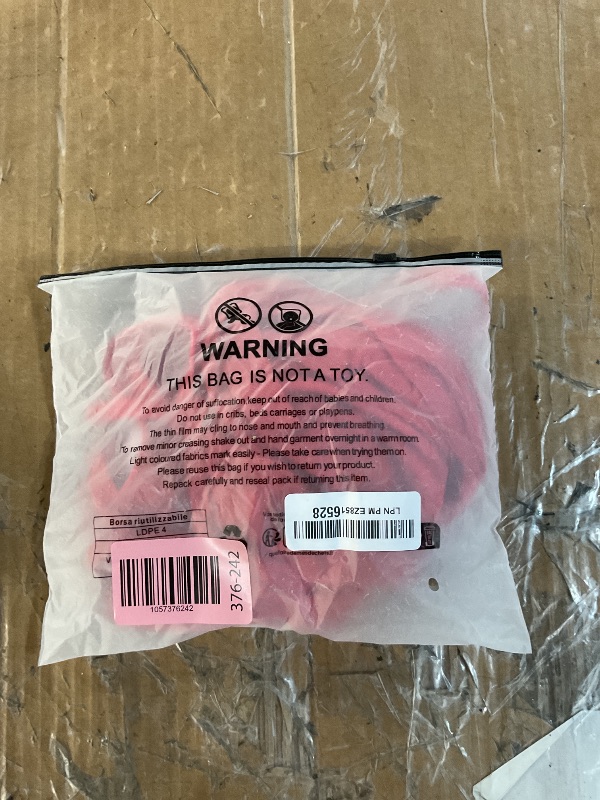 WARNING
THIS BAG IS NOT A TOY.
To avoid danger of suflocation,keep out of reach of babies and children.
Do not use in cribs, beds carriages or playpens.
The thin film may cling to nose and mouth and prevent breathing.
To remove minor creasing shake out and hand garment overnight in a warm room.
Light coloured fabrics mark easily - Please take care when trying them on.
Please reuse this bag if you wish to return your product.
Repack carefully and reseal pack if returning this item.
LPN PM EZ8516528
Borsa riutilizzabile
LDPE 4
1057376242
376-242